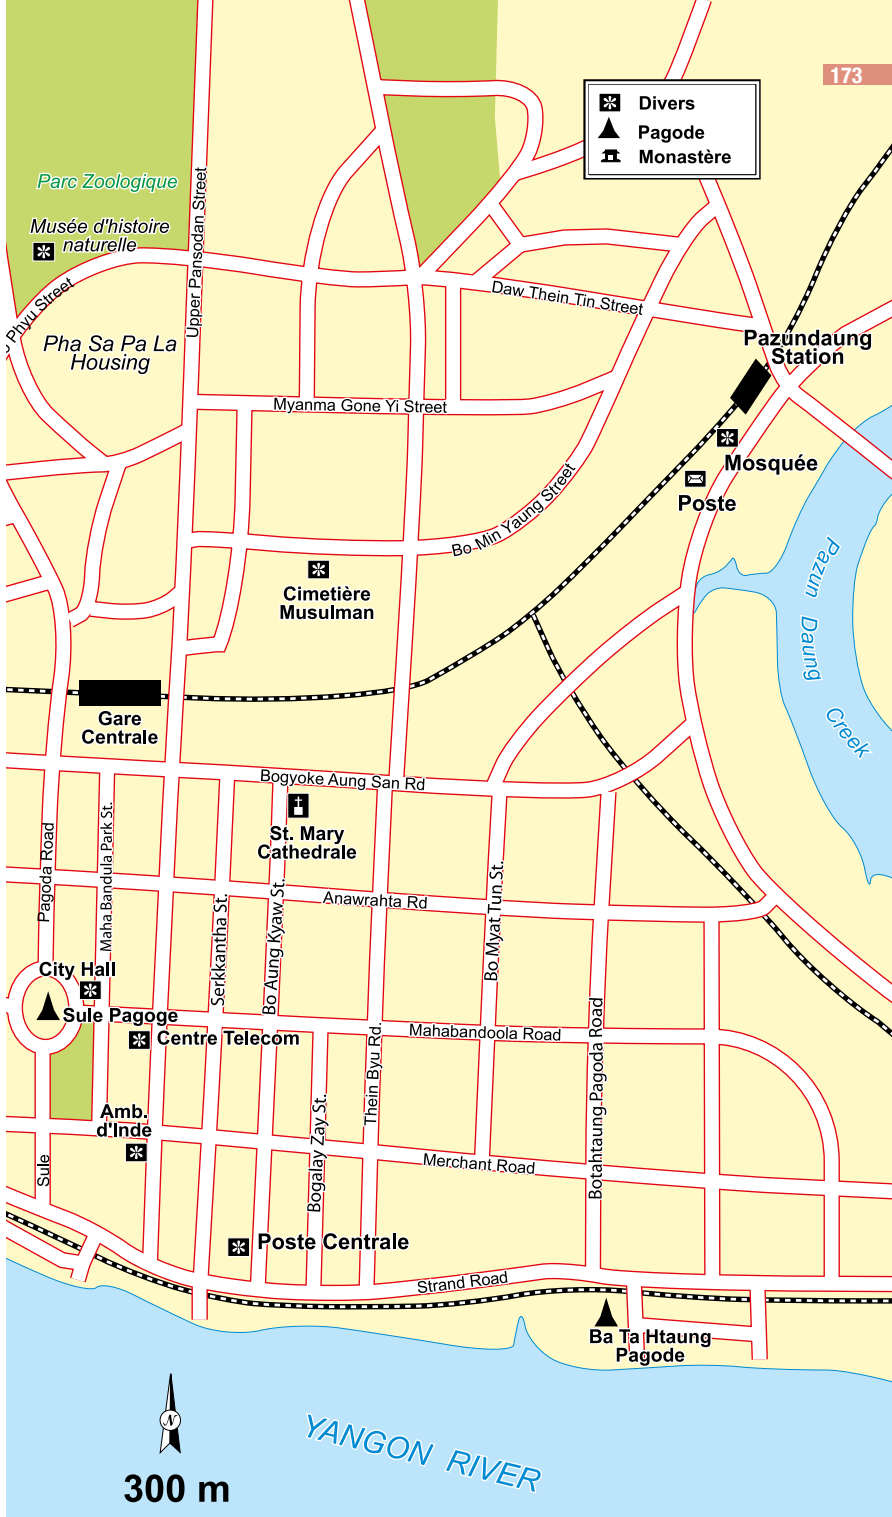 173
Divers
Pagode
Monastère
Parc Zoologique
Musée d'histoire
naturelle
Upper Pansodan Street
Phyu Street
Pha Sa Pa La
Housing
Daw Thein Tin Street
Pazundaung
Station
Myanma Gone Yi Street
Mosquée
Poste
Bo Min Yaung Street
Cimetière
Musulman
Pazun Daung Creek
Gare
Centrale
Bogyoke Aung San Rd
St. Mary
Cathedrale
Pagoda Road
Maha Bandula Park St.
Serkkantha St.
Bo Aung Kyaw St.
Anawrahta Rd
Bo Myat Tun St.
City Hall
Sule Pagoge
Centre Telecom
Mahabandoola Road
Botahtaung Pagoda Road
Thein Byu Rd.
Bogalay Zay St.
Amb.
d'Inde
Sule
Merchant Road
Poste Centrale
Strand Road
Ba Ta Htaung
Pagode
N
YANGON RIVER
300 m